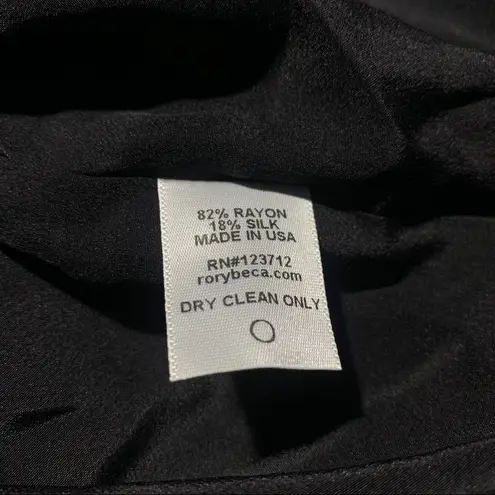 82% RAYON
18% SILK
MADE IN USA
RN#123712
rorybeca.com
DRY CLEAN ONLY